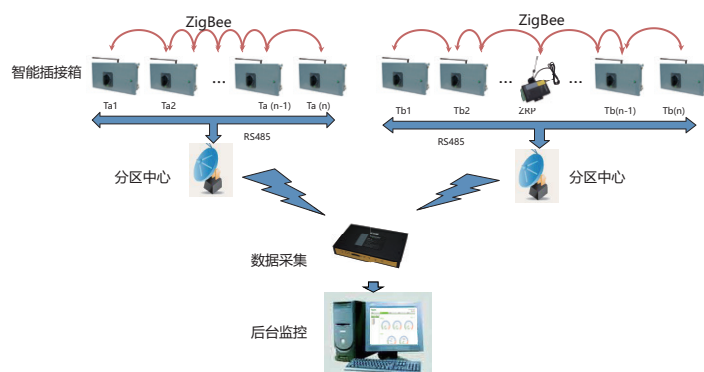 ZigBee
ZigBee
智能插接箱
...
...
...
Ta1
Ta2
Ta (n-1)
Ta (n)
Tb1
Tb2
ZRP
Tb(n-1)
Tb(n)
RS485
RS485
分区中心
分区中心
数据采集
后台监控